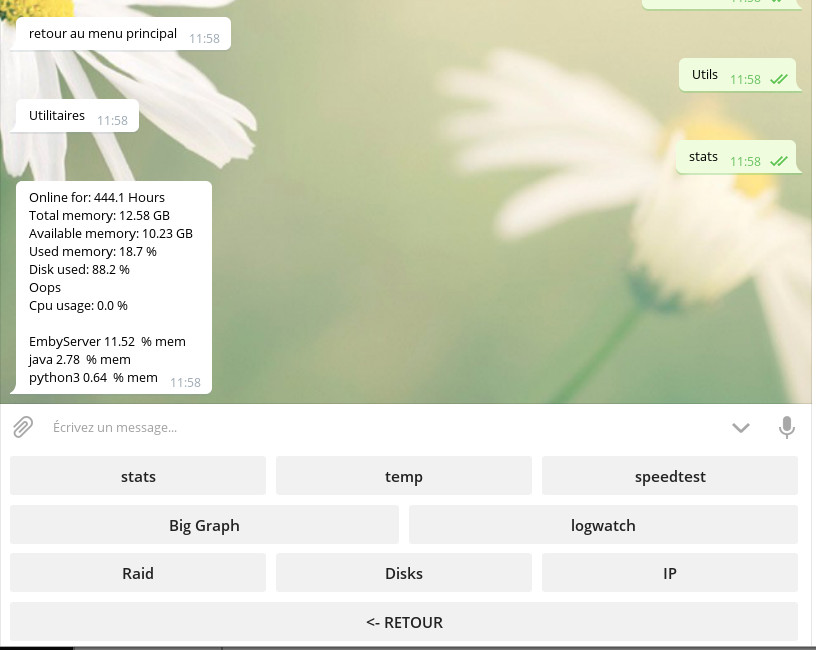 11:58
retour au menu principal 11:58
Utils 11:58
Utilitaires 11:58
stats 11:58
Online for: 444.1 Hours
Total memory: 12.58 GB
Available memory: 10.23 GB
Used memory: 18.7 %
Disk used: 88.2 %
Oops
Cpu usage: 0.0 %
EmbyServer 11.52 % mem
java 2.78 % mem
python3 0.64 % mem 11:58
Écrivez un message...
stats temp speedtest
Big Graph logwatch
Raid Disks IP
<- RETOUR